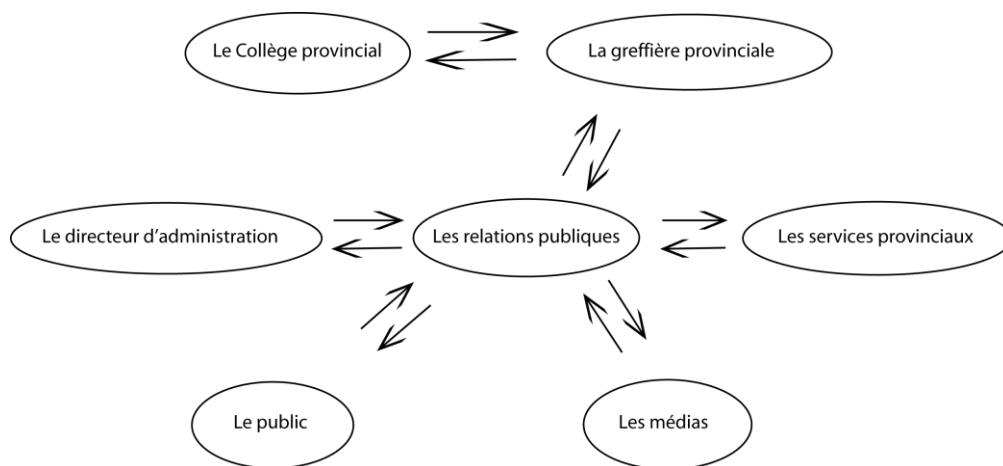 Le Collège provincial
La greffière provinciale
Le directeur d'administration
Les relations publiques
Les services provinciaux
Le public
Les médias